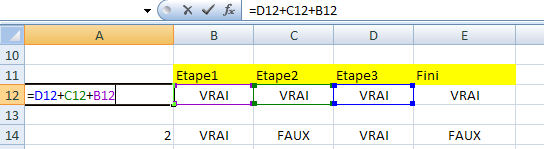 =D12+C12+B12
A B C D E
10
11 Etape1 Etape2 Etape3 Fini
12 =D12+C12+B12 VRAI VRAI VRAI VRAI
13
14 2 VRAI FAUX VRAI FAUX